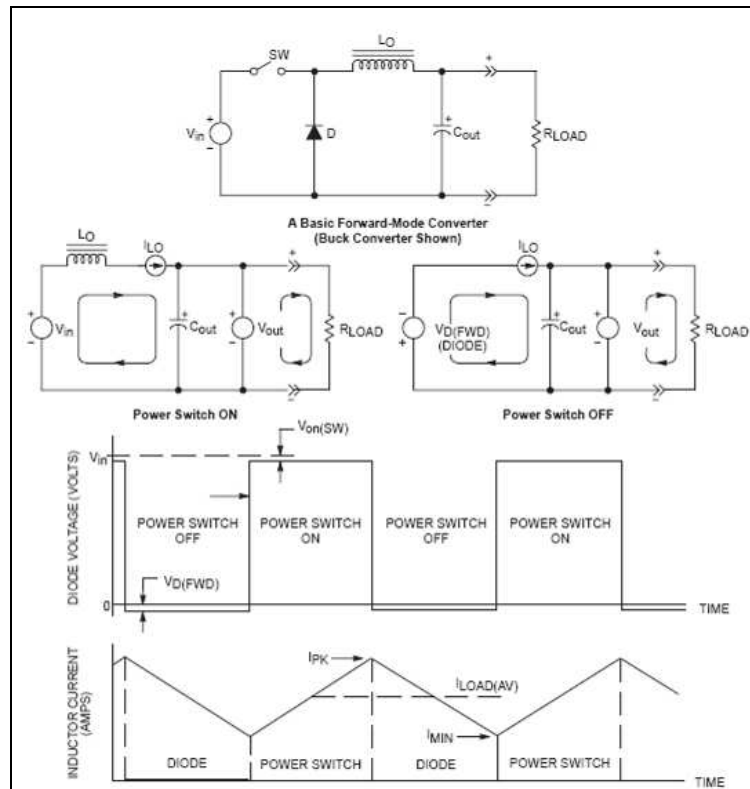 LO
SW
+
Vin
−
D
+
Cout
RLOAD
+
−
A Basic Forward-Mode Converter
(Buck Converter Shown)
LO
ILO
+
Vin
−
+
Cout
+
Vout
−
+
RLOAD
−
Power Switch ON
ILO
−
VD(FWD)
(DIODE)
+
+
Cout
+
Vout
−
+
RLOAD
−
Power Switch OFF
Von(SW)
Vin
DIODE VOLTAGE (VOLTS)
POWER SWITCH
OFF
POWER SWITCH
ON
POWER SWITCH
OFF
POWER SWITCH
ON
VD(FWD)
0
TIME
INDUCTOR CURRENT
(AMPS)
IPK
ILOAD(AV)
IMIN
DIODE
POWER SWITCH
DIODE
POWER SWITCH
TIME